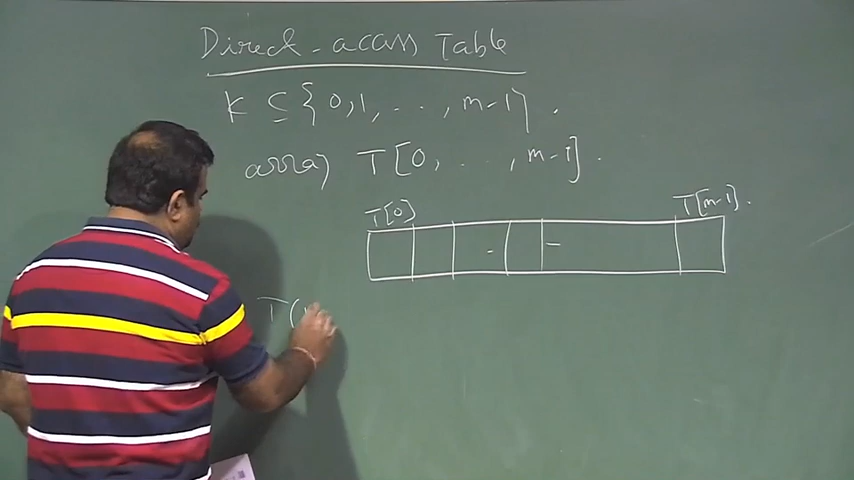 Direct-access Table
K ⊆ {0,1, ..., m-1}.
array T[0, ..., m-1].
T[0] T[m-1].
T(